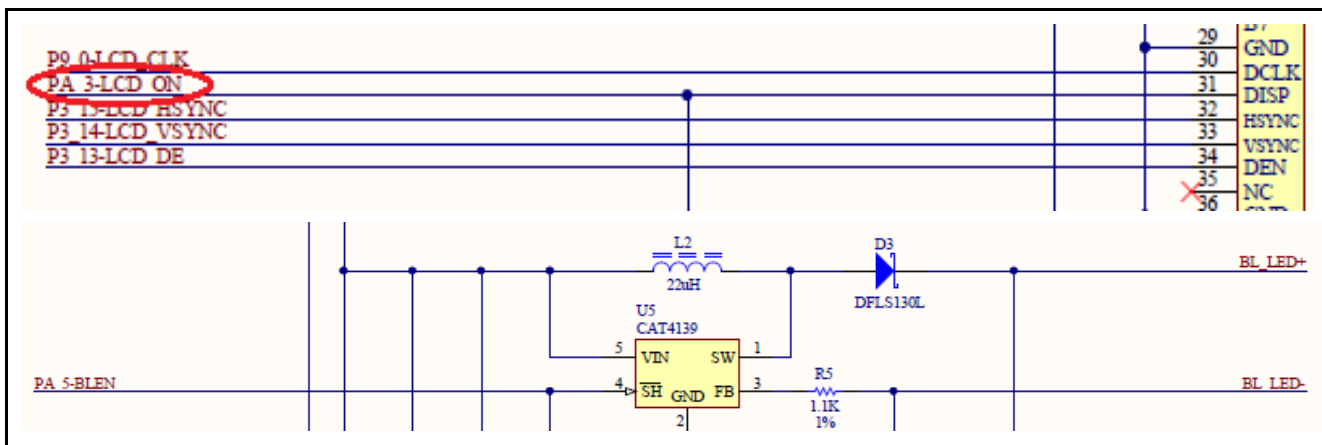 P9_0-LCD_CLK
PA_3-LCD_ON
P3_15-LCD_HSYNC
P3_14-LCD_VSYNC
P3_13-LCD_DE
29 GND
30 DCLK
31 DISP
32 HSYNC
33 VSYNC
34 DEN
35 NC
36
L2
22uH
D3
DFLS130L
BL_LED+
U5
CAT4139
5 VIN SW 1
PA_5-BLEN
4 SH GND FB 3
2
R5
1.1K
1%
BL_LED-